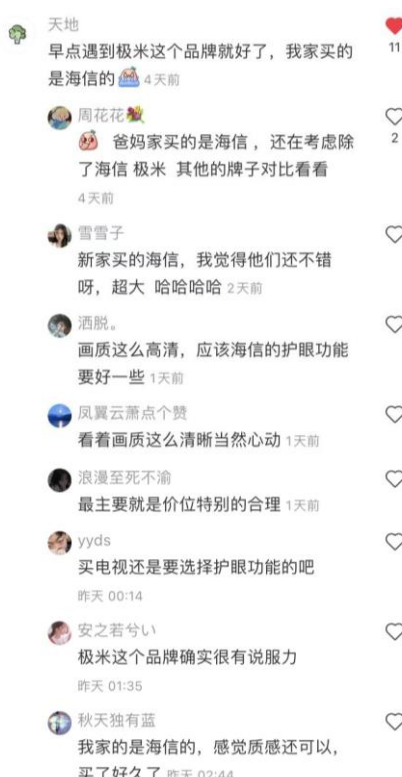 天地
11
早点遇到极米这个品牌就好了，我家买的
是海信的 4天前
周花花
2
爸妈家买的是海信 ，还在考虑除
了海信 极米 其他的牌子对比看看
4天前
雪雪子
新家买的海信，我觉得他们还不错
呀，超大 哈哈哈哈 2天前
洒脱。
画质这么高清，应该海信的护眼功能
要好一些 1天前
凤翼云萧点个赞
看着画质这么清晰当然心动 1天前
浪漫至死不渝
最主要就是价位特别的合理 1天前
yyds
买电视还是要选择护眼功能的吧
昨天 00:14
安之若兮い
极米这个品牌确实很有说服力
昨天 01:35
秋天独有蓝
我家的是海信的，感觉质感还可以，
买了好久了 昨天 02:44